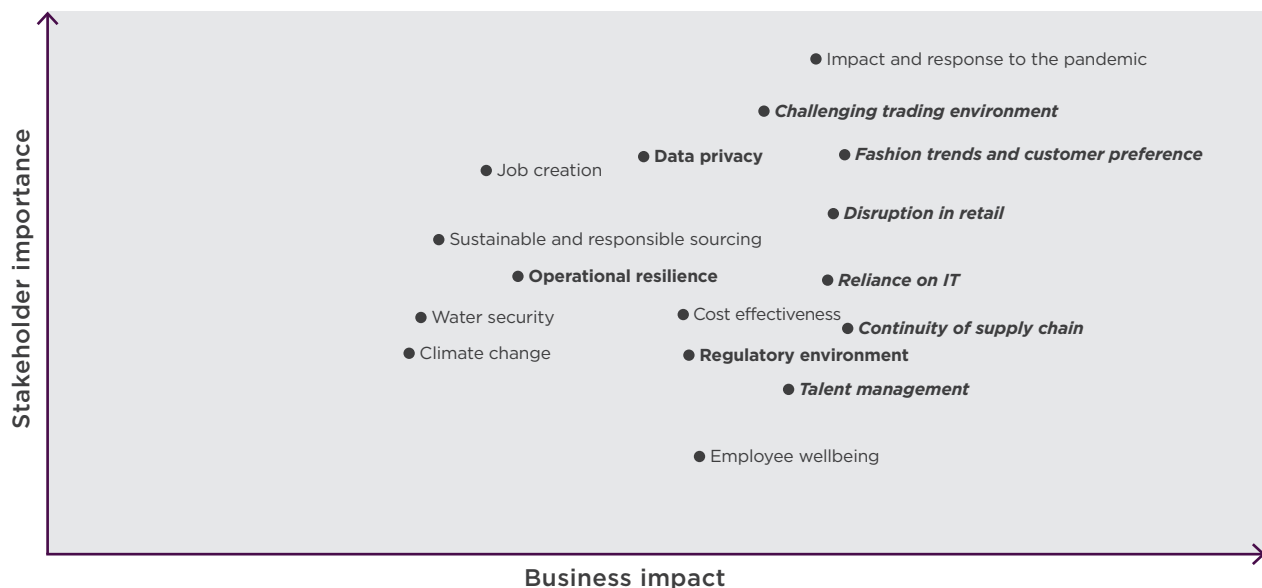 Stakeholder importance
Impact and response to the pandemic
Challenging trading environment
Data privacy
Fashion trends and customer preference
Job creation
Disruption in retail
Sustainable and responsible sourcing
Operational resilience
Reliance on IT
Water security
Cost effectiveness
Continuity of supply chain
Climate change
Regulatory environment
Talent management
Employee wellbeing
Business impact